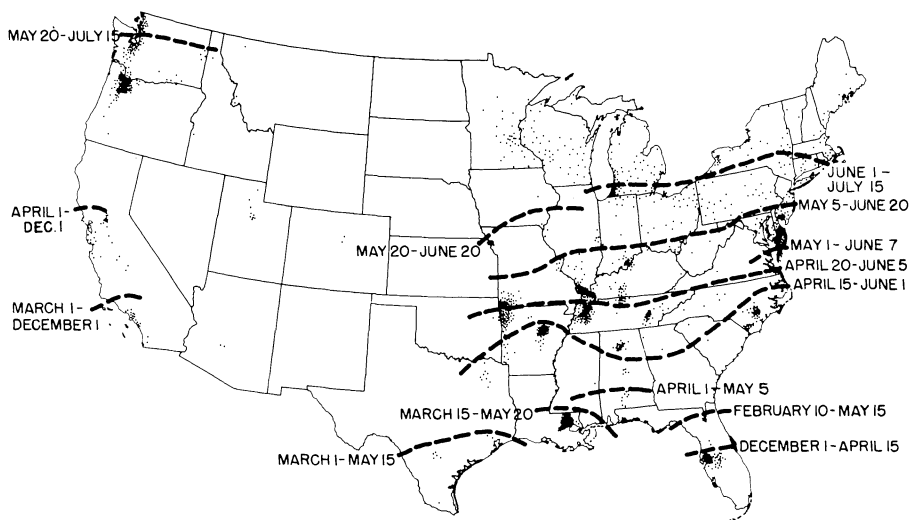 MAY 20-JULY 15
JUNE 1 –
JULY 15
MAY 5-JUNE 20
APRIL 1-
DEC. 1
MAY 20-JUNE 20
MAY 1 – JUNE 7
APRIL 20-JUNE 5
APRIL 15-JUNE 1
MARCH 1-
DECEMBER 1
APRIL 1-MAY 5
MARCH 15-MAY 20
FEBRUARY 10-MAY 15
DECEMBER 1-APRIL 15
MARCH 1-MAY 15